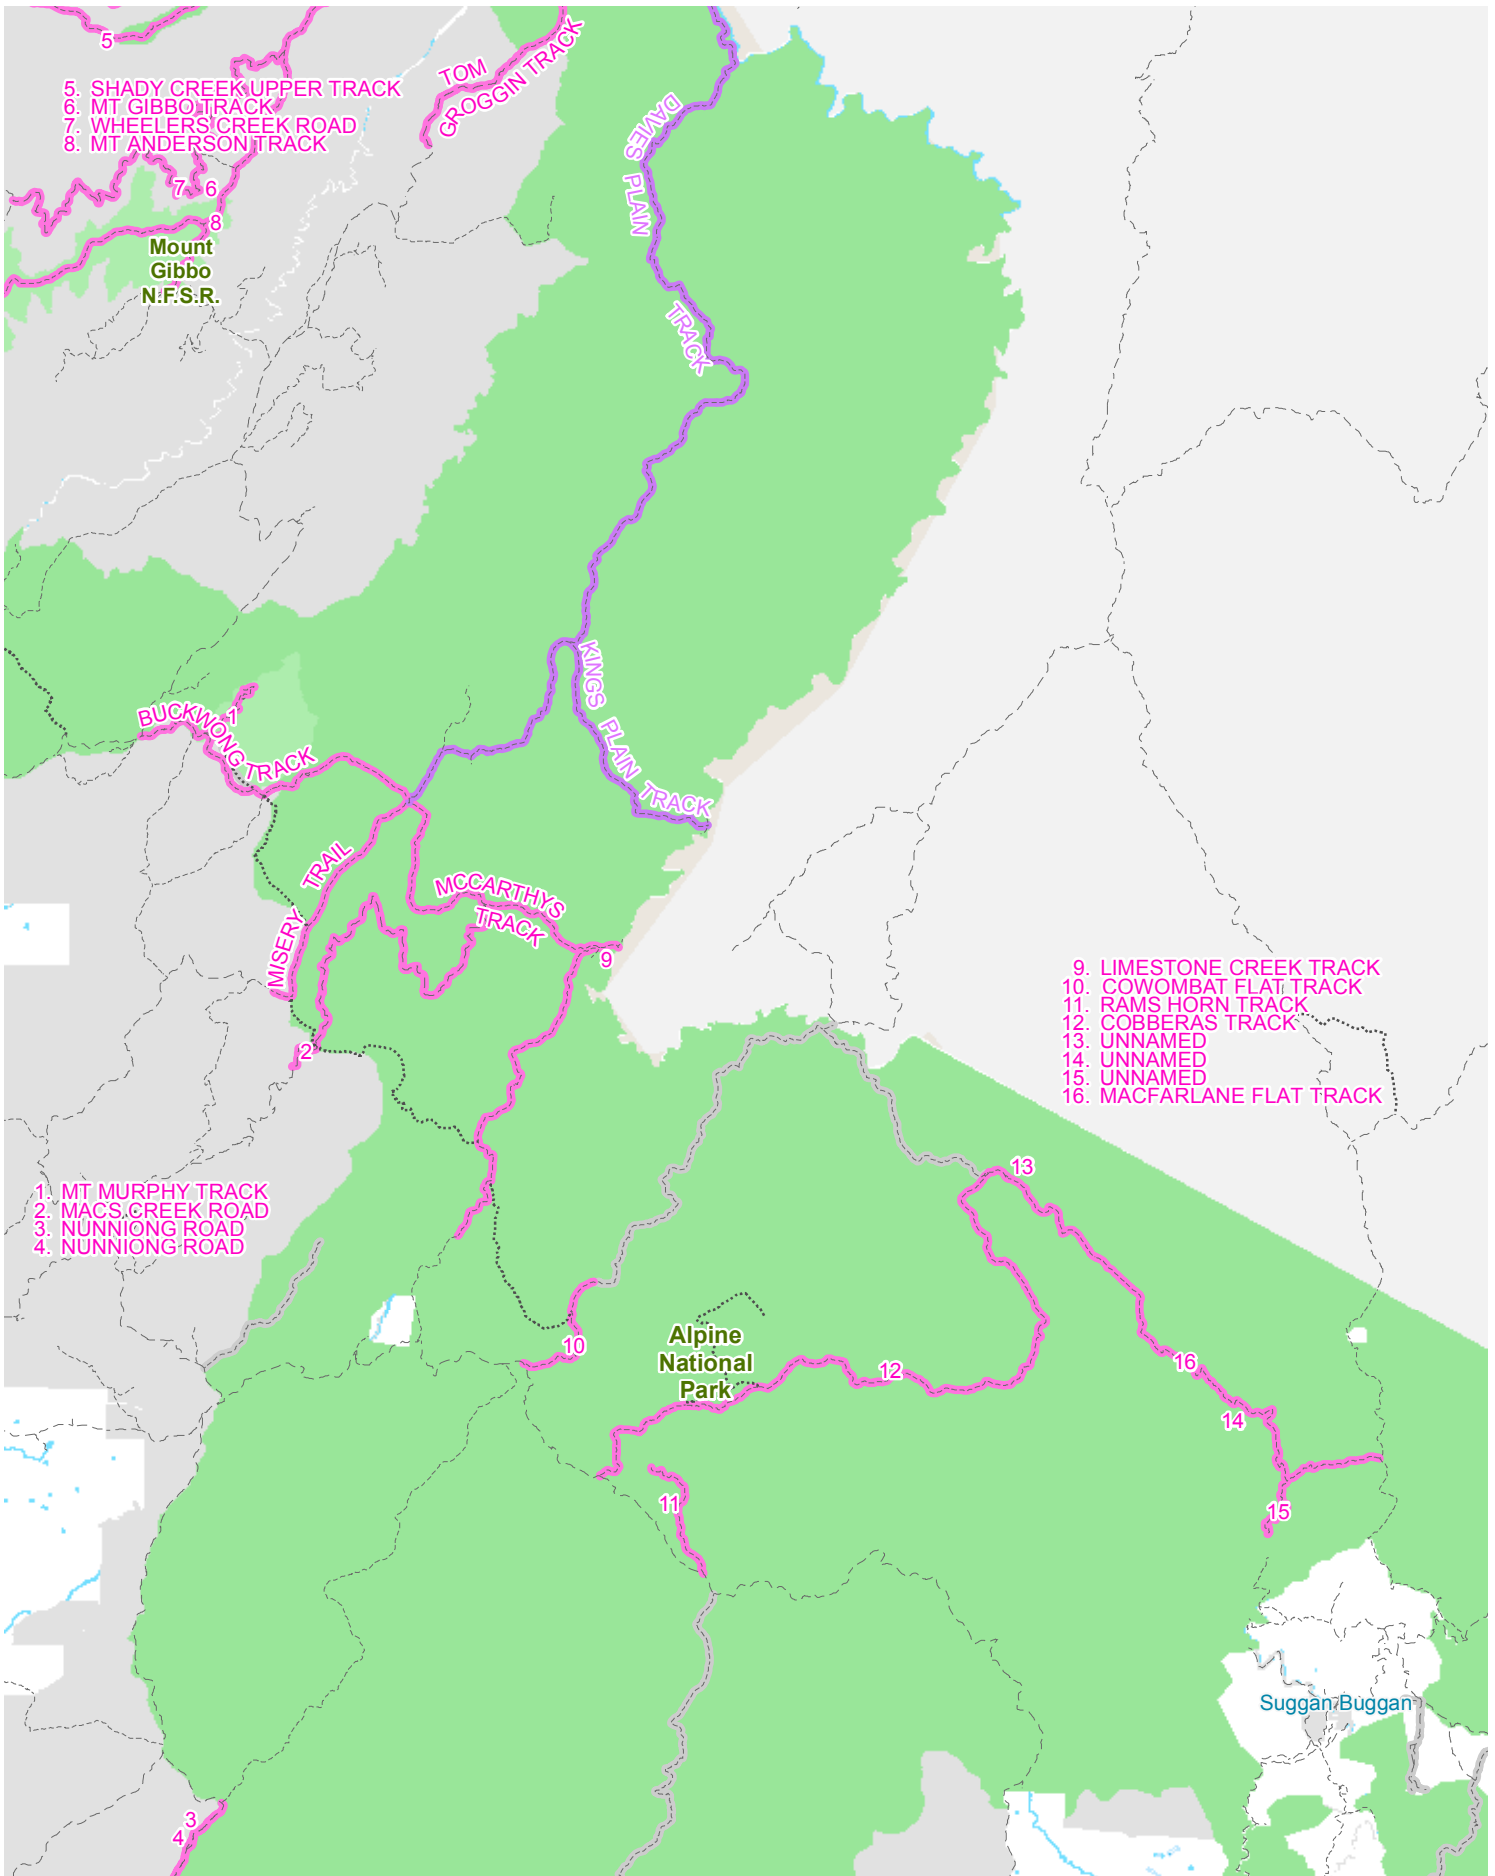 5
TOM
GROGGIN TRACK
5. SHADY CREEK UPPER TRACK
6. MT GIBBO TRACK
7. WHEELERS CREEK ROAD
8. MT ANDERSON TRACK
DAVIES PLAIN
TRACK
7
6
8
Mount
Gibbo
N.F.S.R.
KINGS PLAIN TRACK
1
BUCKWONG TRACK
MISERY TRAIL
MCCARTHYS
TRACK
9
9. LIMESTONE CREEK TRACK
10. COWOMBAT FLAT TRACK
11. RAMS HORN TRACK
12. COBBERAS TRACK
13. UNNAMED
14. UNNAMED
15. UNNAMED
16. MACFARLANE FLAT TRACK
2
13
1. MT MURPHY TRACK
2. MACS CREEK ROAD
3. NUNNIONG ROAD
4. NUNNIONG ROAD
10
Alpine
National
Park
12
16
14
11
15
Suggan Buggan
3
4